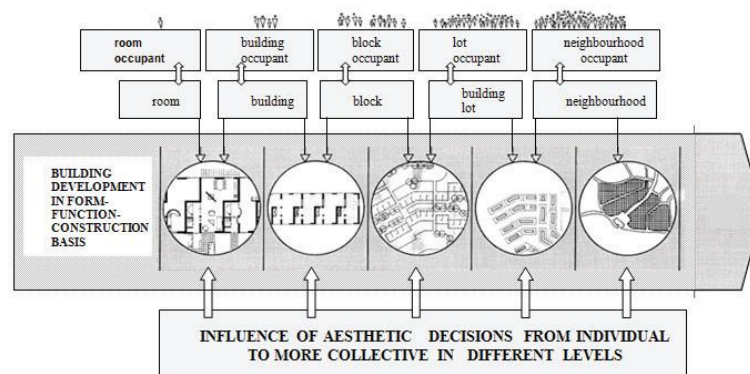 room
occupant
building
occupant
block
occupant
lot
occupant
neighbourhood
occupant
room
building
block
building
lot
neighbourhood
BUILDING
DEVELOPMENT
IN FORM-
FUNCTION-
CONSTRUCTION
BASIS
INFLUENCE OF AESTHETIC DECISIONS FROM INDIVIDUAL
TO MORE COLLECTIVE IN DIFFERENT LEVELS